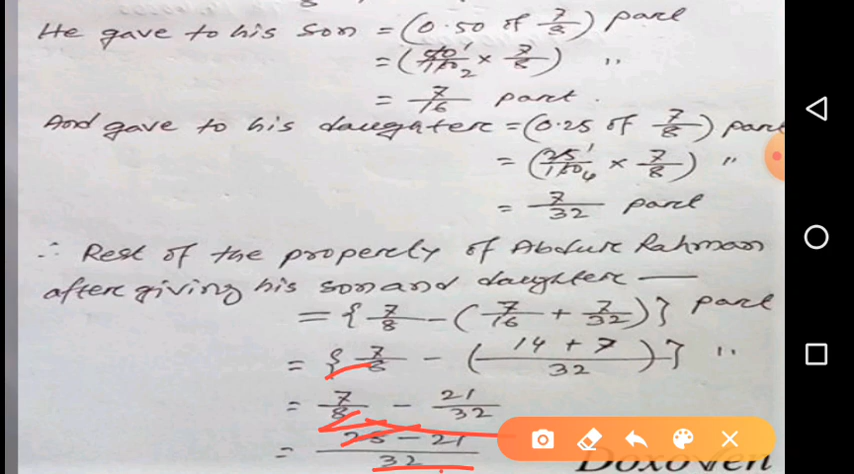 He gave to his son = (0.50 of 7/8) part
= (50/100 × 7/8) "
= 7/16 part.
And gave to his daughter = (0.25 of 7/8) part
= (25/100 × 7/8) "
= 7/32 part
∴ Rest of the property of Abdur Rahman
after giving his son and daughter —
= {7/8 - (7/16 + 7/32)} part
= {7/8 - (14 + 7/32)} "
= 7/8 - 21/32
= 28 - 21/32
Doxoven